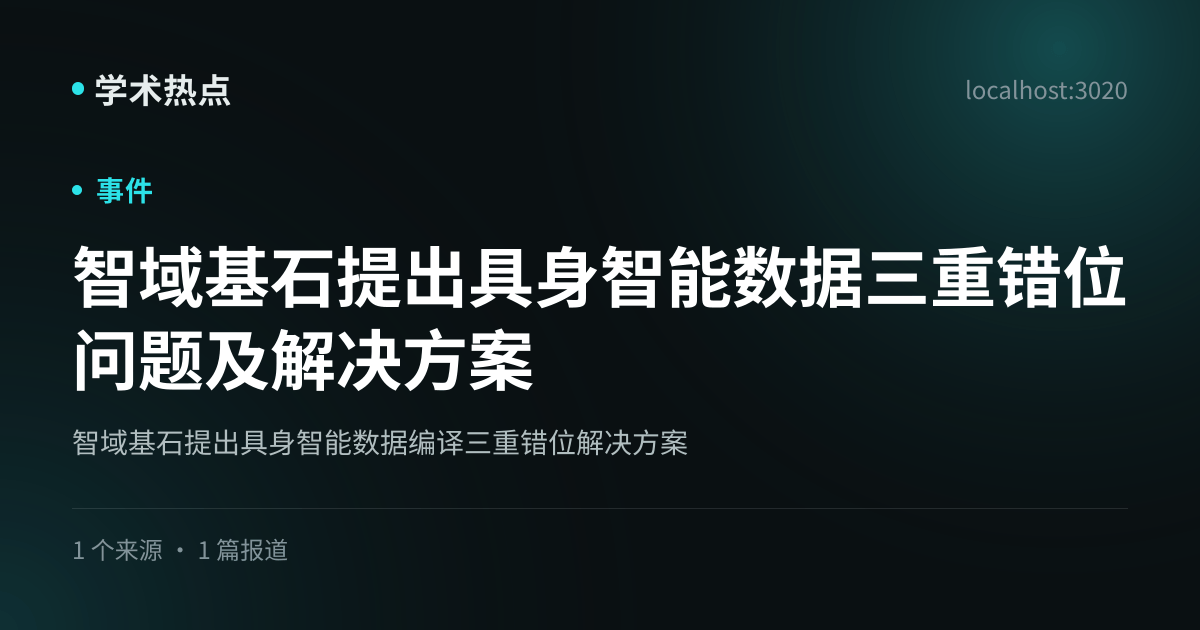 学术热点
localhost:3020
事件
智域基石提出具身智能数据三重错位
问题及解决方案
智域基石提出具身智能数据编译三重错位解决方案
1 个来源 · 1 篇报道